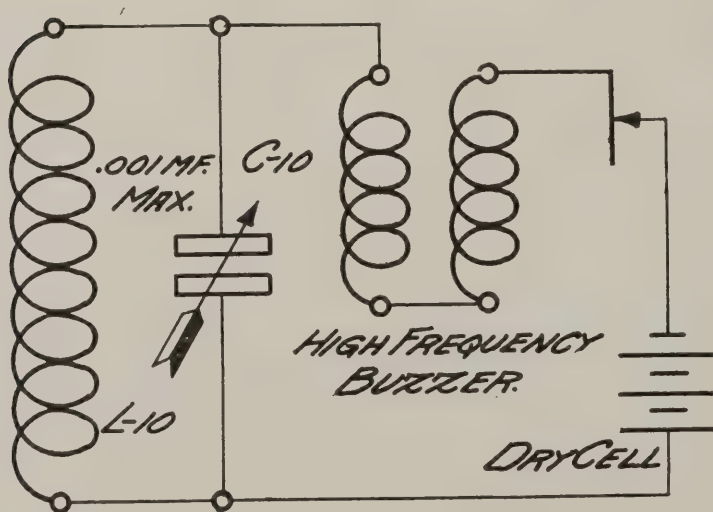 .001 MF. C-10
MAX.
HIGH FREQUENCY
BUZZER.
L-10
DRY CELL